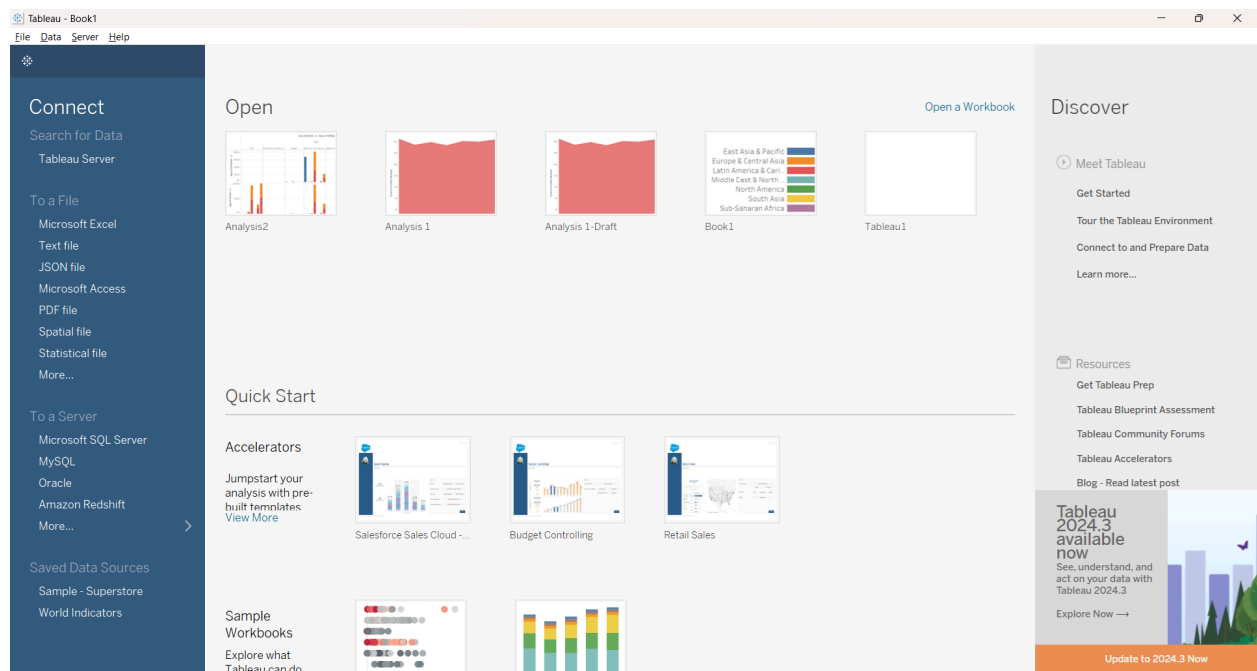 Tableau - Book1
File Data Server Help
Connect
Search for Data
Tableau Server
To a File
Microsoft Excel
Text file
JSON file
Microsoft Access
PDF file
Spatial file
Statistical file
More...
To a Server
Microsoft SQL Server
MySQL
Oracle
Amazon Redshift
More...
Saved Data Sources
Sample - Superstore
World Indicators
Open
Open a Workbook
East Asia & Pacific
Europe & Central Asia
Latin America & Cari..
Middle East & North ..
North America
South Asia
Sub-Saharan Africa
Analysis2
Analysis 1
Analysis 1-Draft
Book1
Tableau1
Quick Start
Accelerators
Jumpstart your
analysis with pre-
built templates
View More
Salesforce Sales Cloud -...
Budget Controlling
Retail Sales
Sample
Workbooks
Explore what
Tableau can do
Discover
Meet Tableau
Get Started
Tour the Tableau Environment
Connect to and Prepare Data
Learn more...
Resources
Get Tableau Prep
Tableau Blueprint Assessment
Tableau Community Forums
Tableau Accelerators
Blog - Read latest post
Tableau
2024.3
available
now
See, understand, and
act on your data with
Tableau 2024.3
Explore Now →
Update to 2024.3 Now